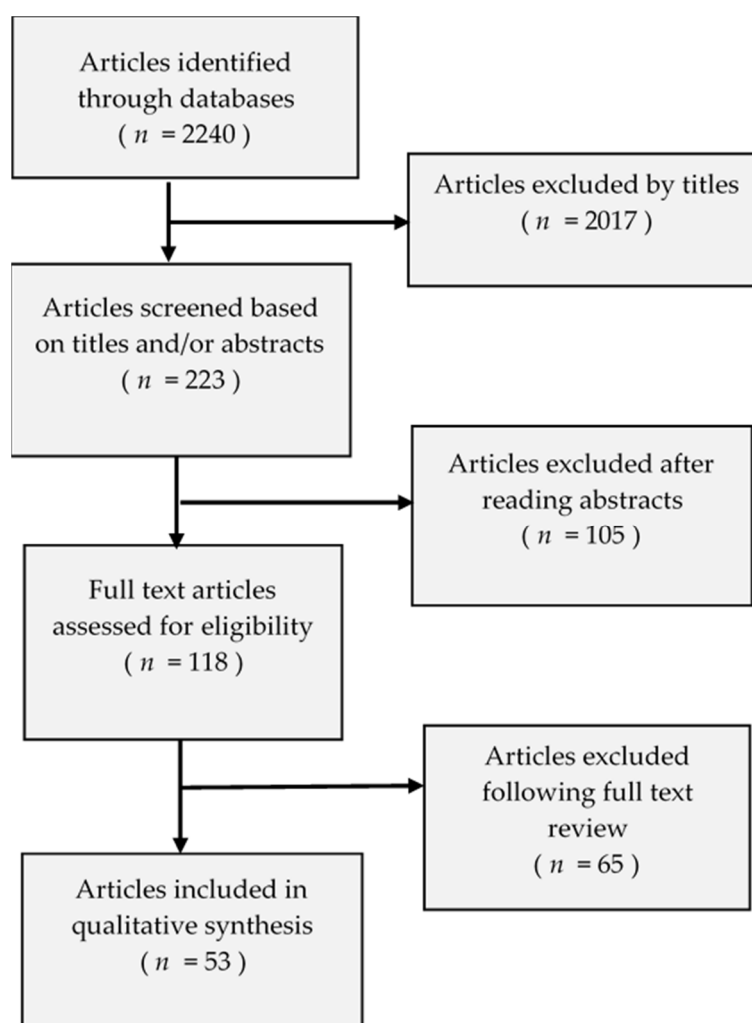 Articles identified
through databases
( n = 2240 )
Articles excluded by titles
( n = 2017 )
Articles screened based
on titles and/or abstracts
( n = 223 )
Articles excluded after
reading abstracts
( n = 105 )
Full text articles
assessed for eligibility
( n = 118 )
Articles excluded
following full text
review
( n = 65 )
Articles included in
qualitative synthesis
( n = 53 )